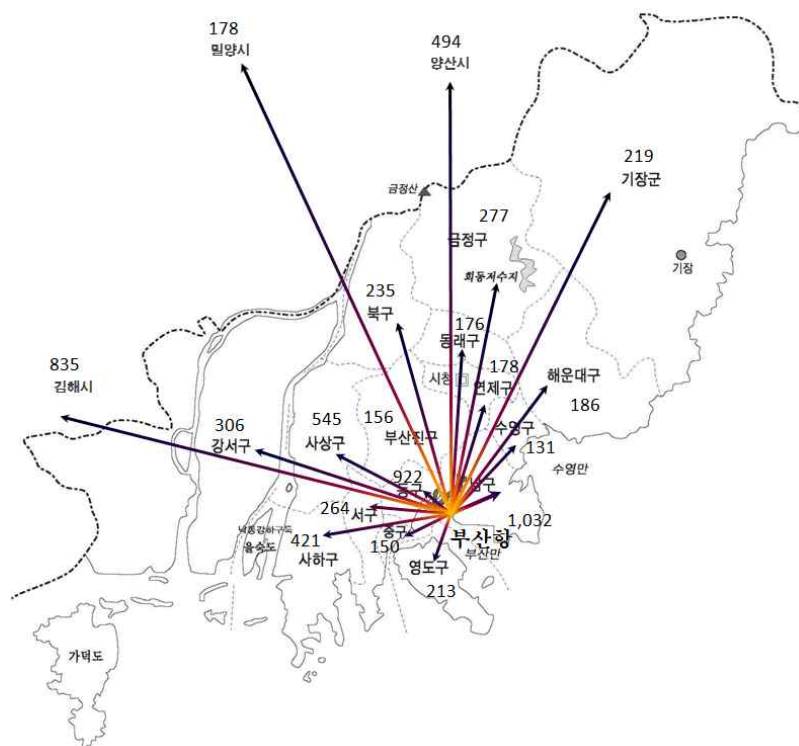 178
밀양시
494
양산시
219
기장군
금정산
277
금정구
회동저수지
기장
235
북구
176
동래구
시청
178
연제구
해운대구
186
835
김해시
306
강서구
545
사상구
156
부산진구
수영구
131
수영만
922
동구
남구
1,032
264
서구
중구
150
낙동강하구둑
을숙도
421
사하구
부산항
부산만
영도구
213
가덕도